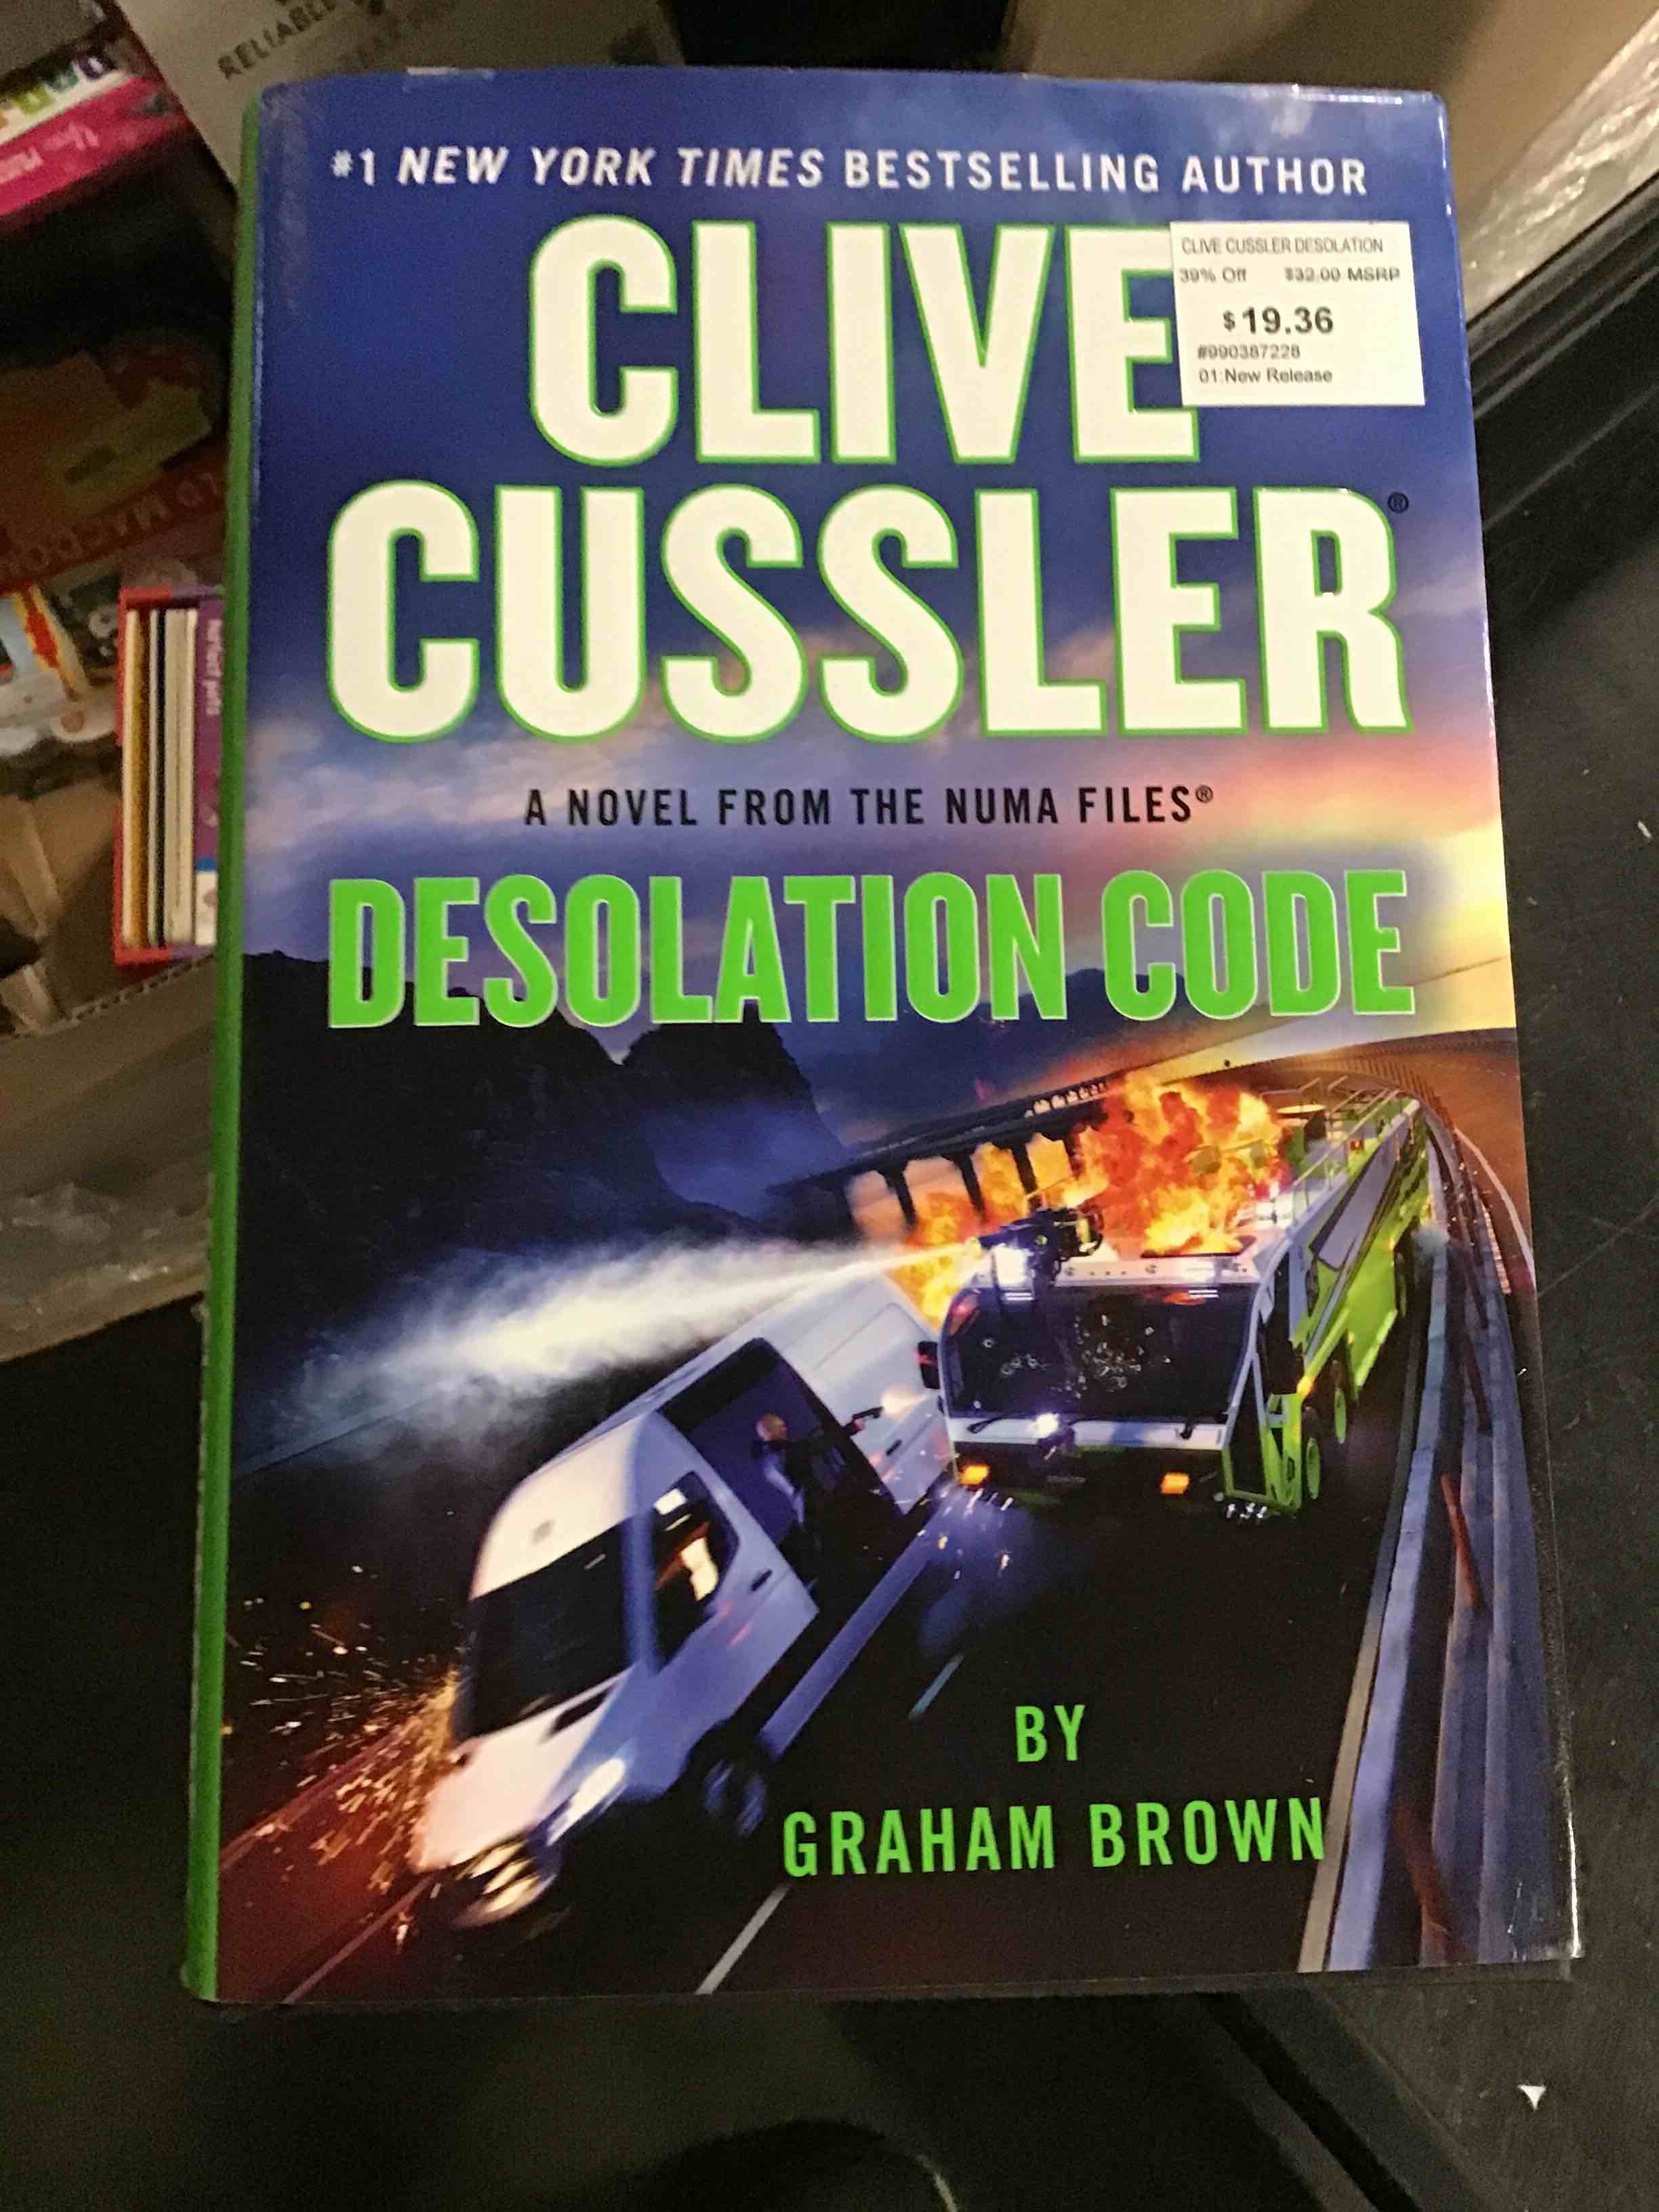 RELIABLE
#1 NEW YORK TIMES BESTSELLING AUTHOR
CLIVE
CLIVE CUSSLER DESOLATION
39% Off $32.00 MSRP
$19.36
#990387228
01:New Release
CUSSLER®
A NOVEL FROM THE NUMA FILES®
DESOLATION CODE
BY
GRAHAM BROWN